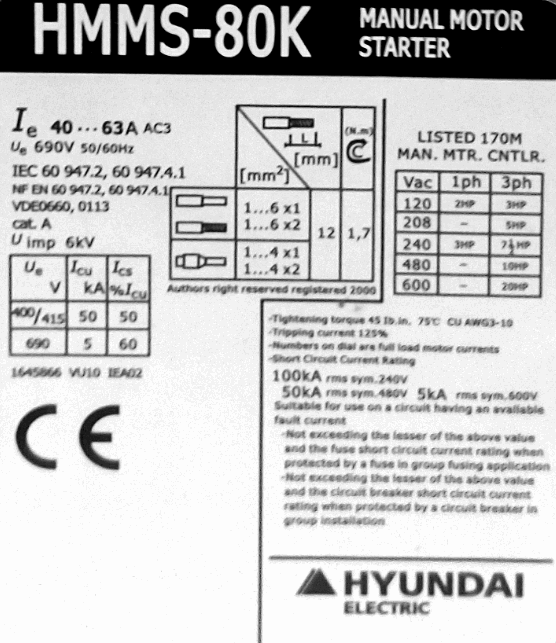 HMMS-80K
MANUAL MOTOR
STARTER
Ie 40 ··· 63A AC3
Ue 690V 50/60Hz
IEC 60 947.2, 60 947.4.1
NF EN 60 947.2, 60 947.4.1
VDE0660, 0113
cat. A
U imp 6kV
Ue V Icu kA Ics %Icu
400/415 50 50
690 5 60
1645866 VU10 IEA02
CE
L
[mm²] [mm] (N.m)
1...6 x1
1...6 x2
12 1,7
1...4 x1
1...4 x2
Authors right reserved registered 2000
LISTED 170M
MAN. MTR. CNTLR.
Vac 1ph 3ph
120 2HP 3HP
208 - 5HP
240 3HP 7½HP
480 - 10HP
600 - 20HP
-Tightening torque 45 Lb.in. 75℃ CU AWG3-10
-Tripping current 125%
-Numbers on dial are full load motor currents
-Short Circuit Current Rating
100kA rms sym.240V
50kA rms sym.480V 5kA rms sym.600V
Suitable for use on a circuit having an available
fault current
-Not exceeding the lesser of the above value
and the fuse short circuit current rating when
protected by a fuse in group fusing application
-Not exceeding the lesser of the above value
and the circuit breaker short circuit current
rating when protected by a circuit breaker in
group installation
HYUNDAI
ELECTRIC